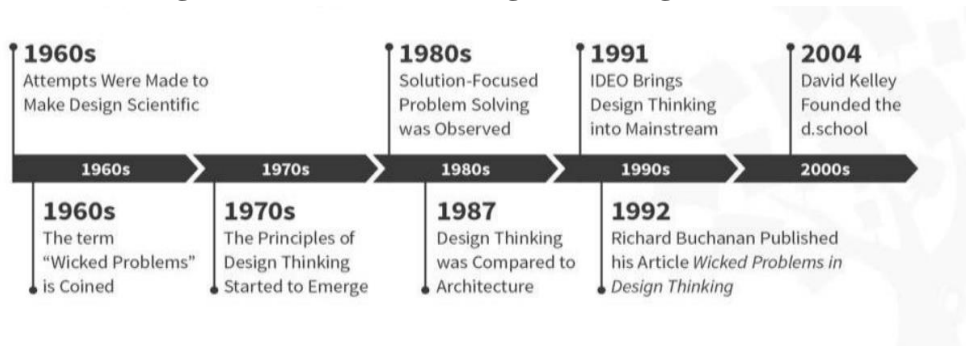 1960s
Attempts Were Made to
Make Design Scientific
1980s
Solution-Focused
Problem Solving
was Observed
1991
IDEO Brings
Design Thinking
into Mainstream
2004
David Kelley
Founded the
d.school
1960s
1970s
1980s
1990s
2000s
1960s
The term
“Wicked Problems”
is Coined
1970s
The Principles of
Design Thinking
Started to Emerge
1987
Design Thinking
was Compared to
Architecture
1992
Richard Buchanan Published
his Article Wicked Problems in
Design Thinking